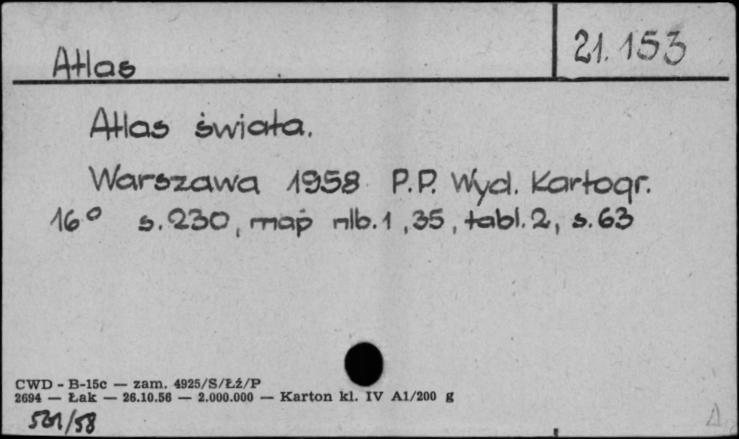 21.153
Atlas
Atlas świata.
Warszawa 1958 P.P. Wyd. Kartogr.
16° s.230, map nlb.1, 35, tabl.2, s.63
CWD - B-15c — zam. 4925/S/Łż/P
2694 — Łak — 26.10.56 — 2.000.000 — Karton kl. IV A1/200 g
561/58